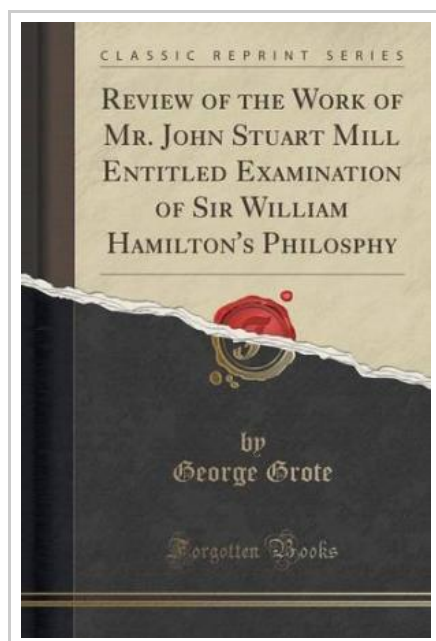 CLASSIC REPRINT SERIES
REVIEW OF THE WORK OF
MR. JOHN STUART MILL
ENTITLED EXAMINATION
OF SIR WILLIAM
HAMILTON'S PHILOSPHY
by
George Grote
Forgotten Books